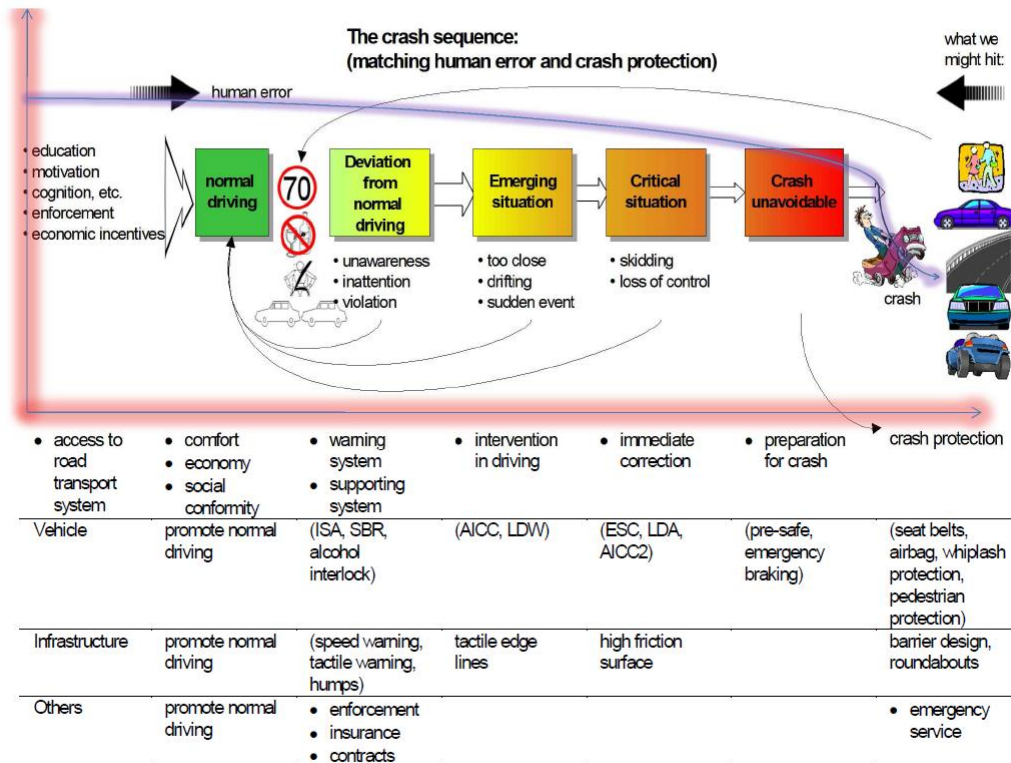 The crash sequence:
(matching human error and crash protection)
what we
might hit:
human error
• education
• motivation
• cognition, etc.
• enforcement
• economic incentives
normal
driving
70
Deviation
from
normal
driving
Emerging
situation
Critical
situation
Crash
unavoidable
• unawareness
• inattention
• violation
• too close
• drifting
• sudden event
• skidding
• loss of control
crash
• access to
road
transport
system
• comfort
• economy
• social
conformity
• warning
system
• supporting
system
• intervention
in driving
• immediate
correction
• preparation
for crash
crash protection
Vehicle
promote normal
driving
(ISA, SBR,
alcohol
interlock)
(AICC, LDW)
(ESC, LDA,
AICC2)
(pre-safe,
emergency
braking)
(seat belts,
airbag, whiplash
protection,
pedestrian
protection)
Infrastructure
promote normal
driving
(speed warning,
tactile warning,
humps)
tactile edge
lines
high friction
surface
barrier design,
roundabouts
Others
promote normal
driving
• enforcement
• insurance
• contracts
• emergency
service